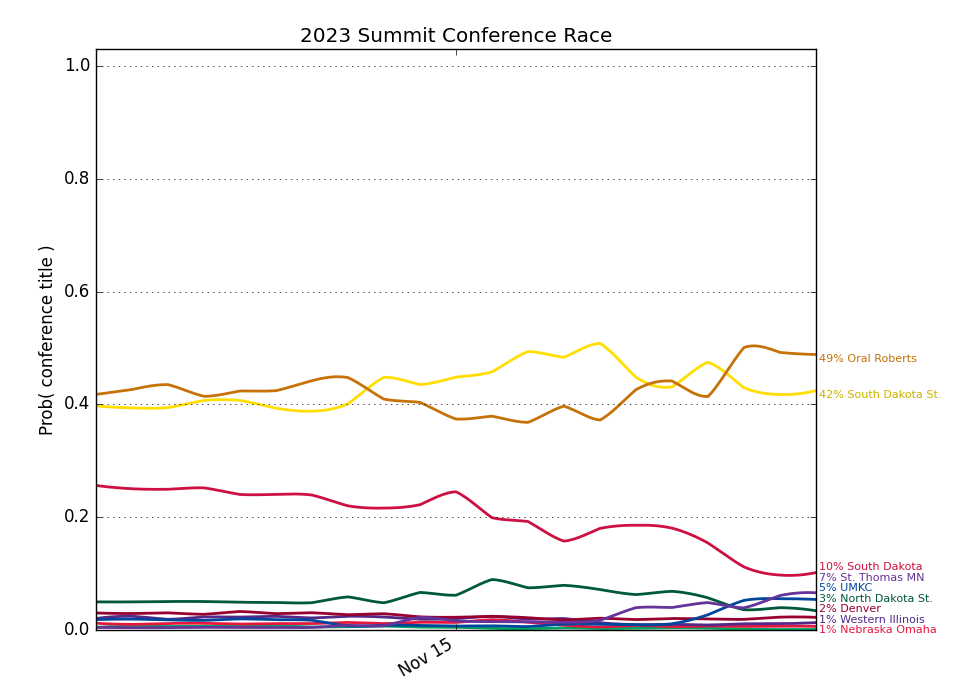 2023 Summit Conference Race
1.0
0.8
0.6
0.4
0.2
0.0
Prob( conference title )
Nov 15
49% Oral Roberts
42% South Dakota St.
10% South Dakota
7% St. Thomas MN
5% UMKC
3% North Dakota St.
2% Denver
1% Western Illinois
1% Nebraska Omaha